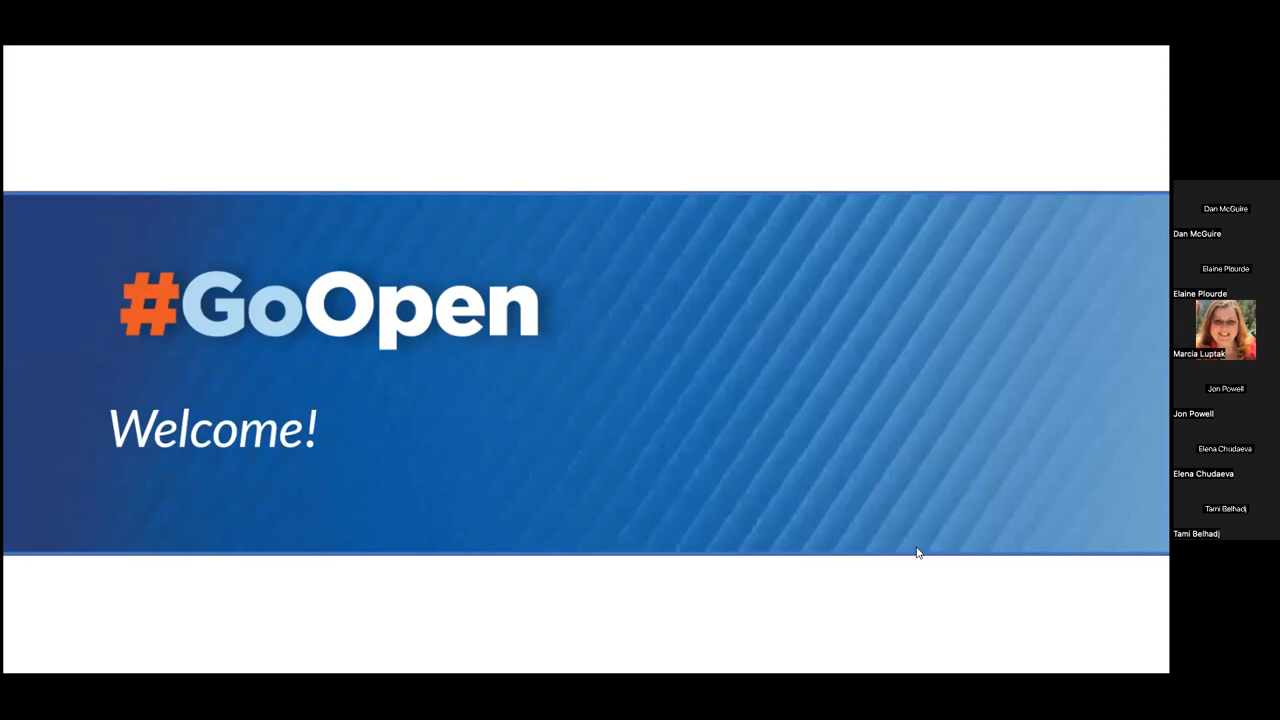 #GoOpen
Welcome!
Dan McGuire
Dan McGuire
Elaine Plourde
Elaine Plourde
Marcia Luptak
Jon Powell
Jon Powell
Elena Chudaeva
Elena Chudaeva
Tami Belhadj
Tami Belhadj